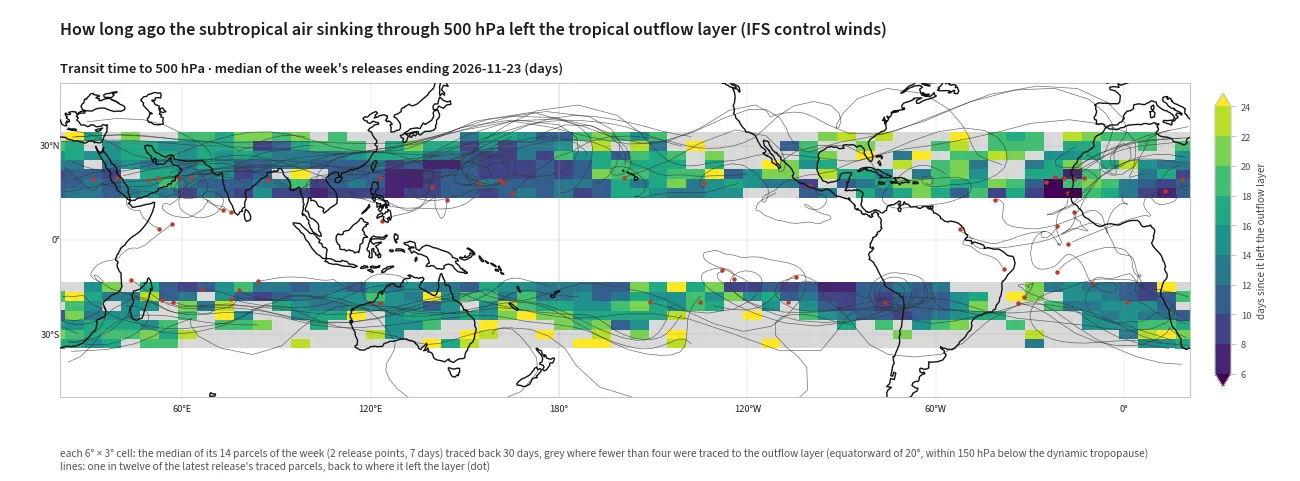 How long ago the subtropical air sinking through 500 hPa left the tropical outflow layer (IFS control winds)
Transit time to 500 hPa · median of the week's releases ending 2026-11-23 (days)
30°N
0°
30°S
60°E
120°E
180°
120°W
60°W
0°
24
22
20
18
16
14
12
10
8
6
days since it left the outflow layer
each 6° × 3° cell: the median of its 14 parcels of the week (2 release points, 7 days) traced back 30 days, grey where fewer than four were traced to the outflow layer (equatorward of 20°, within 150 hPa below the dynamic tropopause)
lines: one in twelve of the latest release's traced parcels, back to where it left the layer (dot)